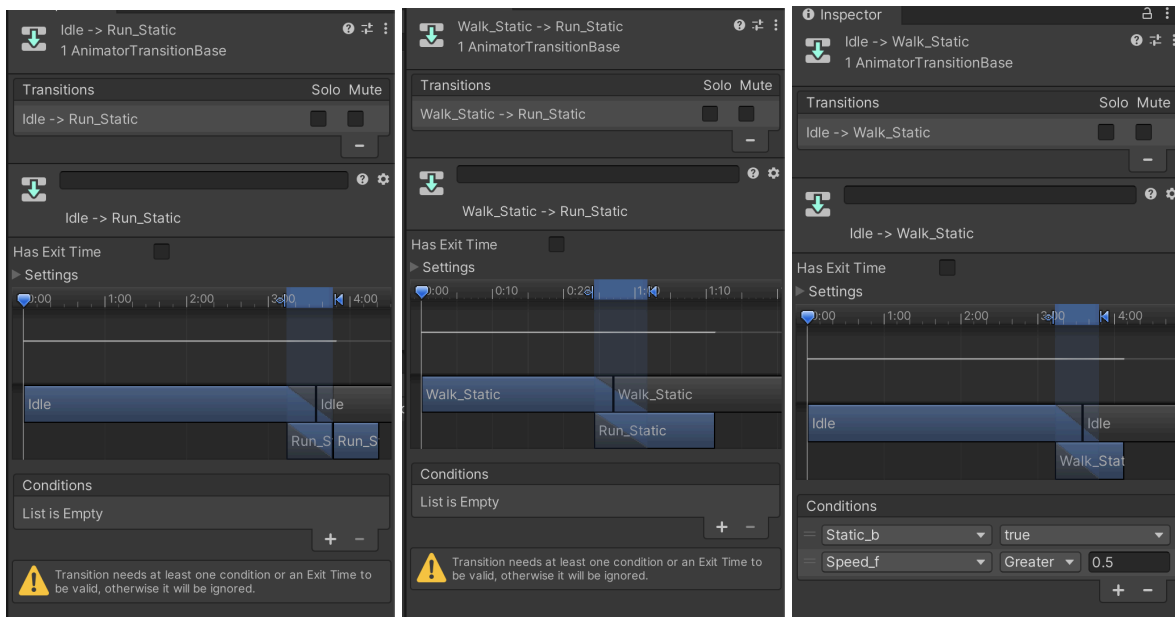 Idle -> Run_Static
1 AnimatorTransitionBase
Transitions Solo Mute
Idle -> Run_Static
Idle -> Run_Static
Has Exit Time
Settings
1:00 2:00 4:00
Idle Idle
Run_S Run_S
Conditions
List is Empty
Transition needs at least one condition or an Exit Time to
be valid, otherwise it will be ignored.
Walk_Static -> Run_Static
1 AnimatorTransitionBase
Transitions Solo Mute
Walk_Static -> Run_Static
Walk_Static -> Run_Static
Has Exit Time
Settings
0:00 0:10 1:10
Walk_Static Walk_Static
Run_Static
Conditions
List is Empty
Transition needs at least one condition or an Exit Time to
be valid, otherwise it will be ignored.
Inspector
Idle -> Walk_Static
1 AnimatorTransitionBase
Transitions Solo Mute
Idle -> Walk_Static
Idle -> Walk_Static
Has Exit Time
Settings
0:00 1:00 2:00 3:00 4:00
Idle Idle
Walk_Stat
Conditions
Static_b true
Speed_f Greater 0.5